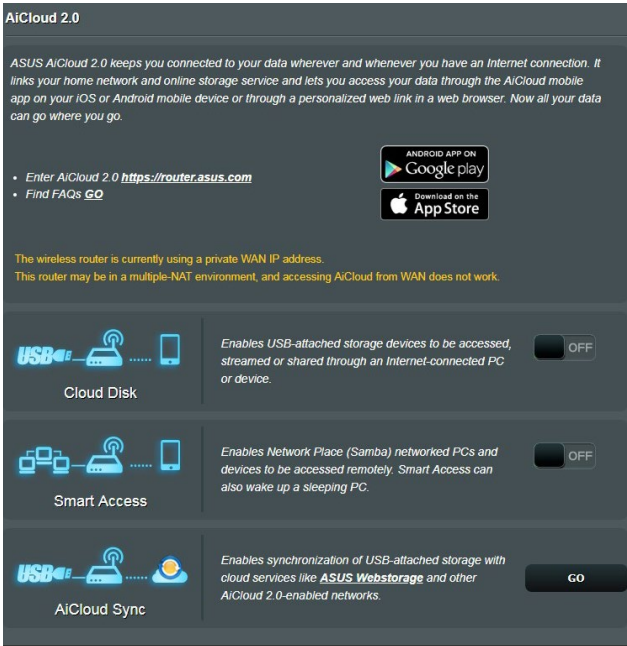 AiCloud 2.0
ASUS AiCloud 2.0 keeps you connected to your data wherever and whenever you have an Internet connection. It
links your home network and online storage service and lets you access your data through the AiCloud mobile
app on your iOS or Android mobile device or through a personalized web link in a web browser. Now all your data
can go where you go.
• Enter AiCloud 2.0 https://router.asus.com
• Find FAQs GO
ANDROID APP ON
Google play
Download on the
App Store
The wireless router is currently using a private WAN IP address.
This router may be in a multiple-NAT environment, and accessing AiCloud from WAN does not work.
USB
Cloud Disk
Enables USB-attached storage devices to be accessed,
streamed or shared through an Internet-connected PC
or device.
OFF
Smart Access
Enables Network Place (Samba) networked PCs and
devices to be accessed remotely. Smart Access can
also wake up a sleeping PC.
OFF
USB
AiCloud Sync
Enables synchronization of USB-attached storage with
cloud services like ASUS Webstorage and other
AiCloud 2.0-enabled networks.
GO